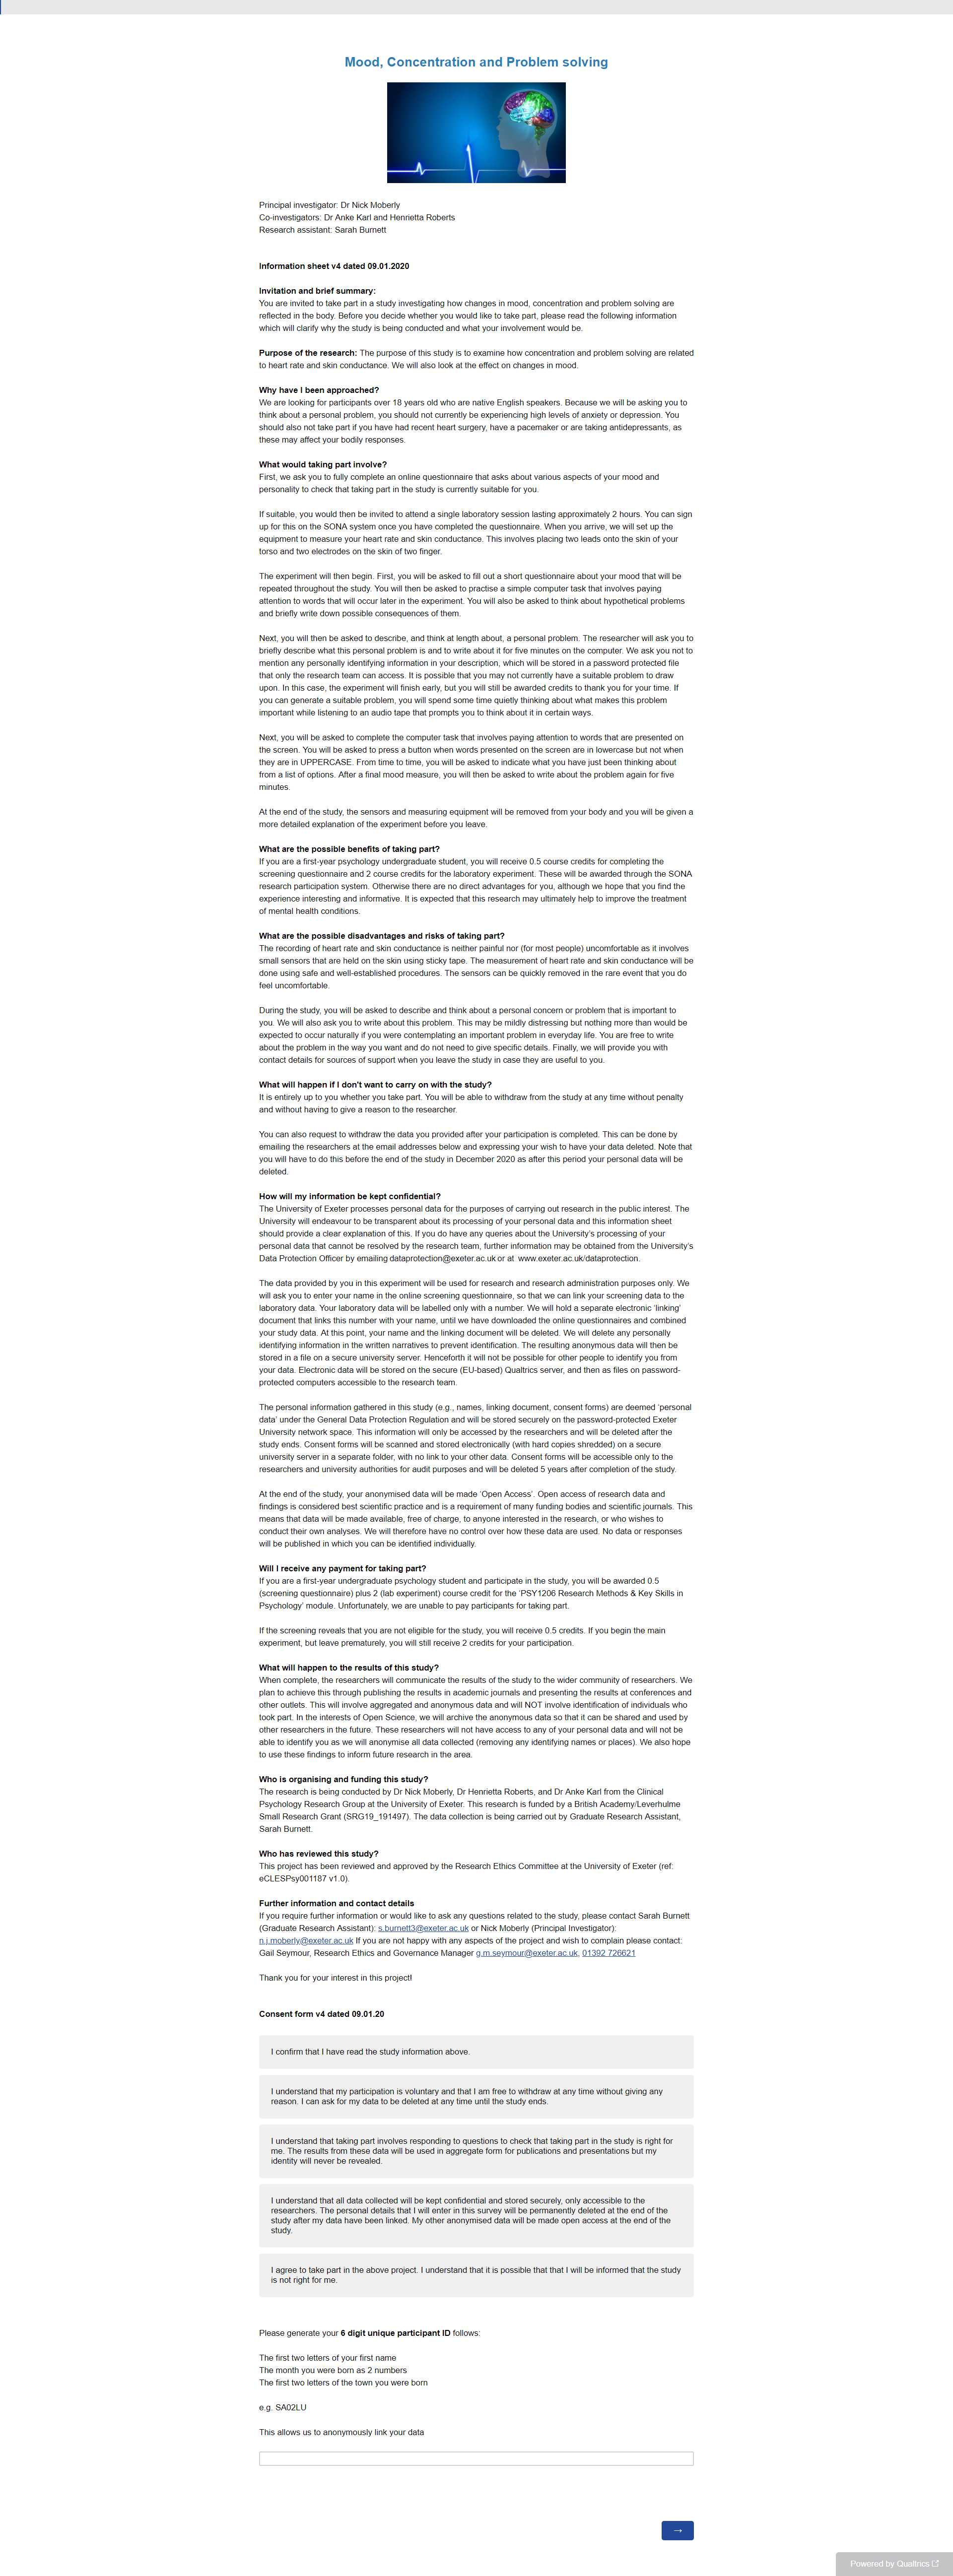 Mood, Concentration and Problem solving
Principal investigator: Dr Nick Moberly
Co-investigators: Dr Anke Karl and Henrietta Roberts
Research assistant: Sarah Burnett
Information sheet v4 dated 09.01.2020
Invitation and brief summary:
You are invited to take part in a study investigating how changes in mood, concentration and problem solving are
reflected in the body. Before you decide whether you would like to take part, please read the following information
which will clarify why the study is being conducted and what your involvement would be.
Purpose of the research: The purpose of this study is to examine how concentration and problem solving are related
to heart rate and skin conductance. We will also look at the effect on changes in mood.
Why have I been approached?
We are looking for participants over 18 years old who are native English speakers. Because we will be asking you to
think about a personal problem, you should not currently be experiencing high levels of anxiety or depression. You
should also not take part if you have had recent heart surgery, have a pacemaker or are taking antidepressants, as
these may affect your bodily responses.
What would taking part involve?
First, we ask you to fully complete an online questionnaire that asks about various aspects of your mood and
personality to check that taking part in the study is currently suitable for you.
If suitable, you would then be invited to attend a single laboratory session lasting approximately 2 hours. You can sign
up for this on the SONA system once you have completed the questionnaire. When you arrive, we will set up the
equipment to measure your heart rate and skin conductance. This involves placing two leads onto the skin of your
torso and two electrodes on the skin of two finger.
The experiment will then begin. First, you will be asked to fill out a short questionnaire about your mood that will be
repeated throughout the study. You will then be asked to practise a simple computer task that involves paying
attention to words that will occur later in the experiment. You will also be asked to think about hypothetical problems
and briefly write down possible consequences of them.
Next, you will then be asked to describe, and think at length about, a personal problem. The researcher will ask you to
briefly describe what this personal problem is and to write about it for five minutes on the computer. We ask you not to
mention any personally identifying information in your description, which will be stored in a password protected file
that only the research team can access. It is possible that you may not currently have a suitable problem to draw
upon. In this case, the experiment will finish early, but you will still be awarded credits to thank you for your time. If
you can generate a suitable problem, you will spend some time quietly thinking about what makes this problem
important while listening to an audio tape that prompts you to think about it in certain ways.
Next, you will be asked to complete the computer task that involves paying attention to words that are presented on
the screen. You will be asked to press a button when words presented on the screen are in lowercase but not when
they are in UPPERCASE. From time to time, you will be asked to indicate what you have just been thinking about
from a list of options. After a final mood measure, you will then be asked to write about the problem again for five
minutes.
At the end of the study, the sensors and measuring equipment will be removed from your body and you will be given a
more detailed explanation of the experiment before you leave.
What are the possible benefits of taking part?
If you are a first-year psychology undergraduate student, you will receive 0.5 course credits for completing the
screening questionnaire and 2 course credits for the laboratory experiment. These will be awarded through the SONA
research participation system. Otherwise there are no direct advantages for you, although we hope that you find the
experience interesting and informative. It is expected that this research may ultimately help to improve the treatment
of mental health conditions.
What are the possible disadvantages and risks of taking part?
The recording of heart rate and skin conductance is neither painful nor (for most people) uncomfortable as it involves
small sensors that are held on the skin using sticky tape. The measurement of heart rate and skin conductance will be
done using safe and well-established procedures. The sensors can be quickly removed in the rare event that you do
feel uncomfortable.
During the study, you will be asked to describe and think about a personal concern or problem that is important to
you. We will also ask you to write about this problem. This may be mildly distressing but nothing more than would be
expected to occur naturally if you were contemplating an important problem in everyday life. You are free to write
about the problem in the way you want and do not need to give specific details. Finally, we will provide you with
contact details for sources of support when you leave the study in case they are useful to you.
What will happen if I don't want to carry on with the study?
It is entirely up to you whether you take part. You will be able to withdraw from the study at any time without penalty
and without having to give a reason to the researcher.
You can also request to withdraw the data you provided after your participation is completed. This can be done by
emailing the researchers at the email addresses below and expressing your wish to have your data deleted. Note that
you will have to do this before the end of the study in December 2020 as after this period your personal data will be
deleted.
How will my information be kept confidential?
The University of Exeter processes personal data for the purposes of carrying out research in the public interest. The
University will endeavour to be transparent about its processing of your personal data and this information sheet
should provide a clear explanation of this. If you do have any queries about the University's processing of your
personal data that cannot be resolved by the research team, further information may be obtained from the University's
Data Protection Officer by emailing dataprotection@exeter.ac.uk or at www.exeter.ac.uk/dataprotection.
The data provided by you in this experiment will be used for research and research administration purposes only. We
will ask you to enter your name in the online screening questionnaire, so that we can link your screening data to the
laboratory data. Your laboratory data will be labelled only with a number. We will hold a separate electronic 'linking'
document that links this number with your name, until we have downloaded the online questionnaires and combined
your study data. At this point, your name and the linking document will be deleted. We will delete any personally
identifying information in the written narratives to prevent identification. The resulting anonymous data will then be
stored in a file on a secure university server. Henceforth it will not be possible for other people to identify you from
your data. Electronic data will be stored on the secure (EU-based) Qualtrics server, and then as files on password-
protected computers accessible to the research team.
The personal information gathered in this study (e.g., names, linking document, consent forms) are deemed 'personal
data' under the General Data Protection Regulation and will be stored securely on the password-protected Exeter
University network space. This information will only be accessed by the researchers and will be deleted after the
study ends. Consent forms will be scanned and stored electronically (with hard copies shredded) on a secure
university server in a separate folder, with no link to your other data. Consent forms will be accessible only to the
researchers and university authorities for audit purposes and will be deleted 5 years after completion of the study.
At the end of the study, your anonymised data will be made 'Open Access'. Open access of research data and
findings is considered best scientific practice and is a requirement of many funding bodies and scientific journals. This
means that data will be made available, free of charge, to anyone interested in the research, or who wishes to
conduct their own analyses. We will therefore have no control over how these data are used. No data or responses
will be published in which you can be identified individually.
Will I receive any payment for taking part?
If you are a first-year undergraduate psychology student and participate in the study, you will be awarded 0.5
(screening questionnaire) plus 2 (lab experiment) course credit for the 'PSY1206 Research Methods & Key Skills in
Psychology' module. Unfortunately, we are unable to pay participants for taking part.
If the screening reveals that you are not eligible for the study, you will receive 0.5 credits. If you begin the main
experiment, but leave prematurely, you will still receive 2 credits for your participation.
What will happen to the results of this study?
When complete, the researchers will communicate the results of the study to the wider community of researchers. We
plan to achieve this through publishing the results in academic journals and presenting the results at conferences and
other outlets. This will involve aggregated and anonymous data and will NOT involve identification of individuals who
took part. In the interests of Open Science, we will archive the anonymous data so that it can be shared and used by
other researchers in the future. These researchers will not have access to any of your personal data and will not be
able to identify you as we will anonymise all data collected (removing any identifying names or places). We also hope
to use these findings to inform future research in the area.
Who is organising and funding this study?
The research is being conducted by Dr Nick Moberly, Dr Henrietta Roberts, and Dr Anke Karl from the Clinical
Psychology Research Group at the University of Exeter. This research is funded by a British Academy/Leverhulme
Small Research Grant (SRG19_191497). The data collection is being carried out by Graduate Research Assistant,
Sarah Burnett.
Who has reviewed this study?
This project has been reviewed and approved by the Research Ethics Committee at the University of Exeter (ref:
eCLESPsy001187 v1.0).
Further information and contact details
If you require further information or would like to ask any questions related to the study, please contact Sarah Burnett
(Graduate Research Assistant): s.burnett3@exeter.ac.uk or Nick Moberly (Principal Investigator):
n.j.moberly@exeter.ac.uk If you are not happy with any aspects of the project and wish to complain please contact:
Gail Seymour, Research Ethics and Governance Manager g.m.seymour@exeter.ac.uk, 01392 726621
Thank you for your interest in this project!
Consent form v4 dated 09.01.20
I confirm that I have read the study information above.
I understand that my participation is voluntary and that I am free to withdraw at any time without giving any
reason. I can ask for my data to be deleted at any time until the study ends.
I understand that taking part involves responding to questions to check that taking part in the study is right for
me. The results from these data will be used in aggregate form for publications and presentations but my
identity will never be revealed.
I understand that all data collected will be kept confidential and stored securely, only accessible to the
researchers. The personal details that I will enter in this survey will be permanently deleted at the end of the
study after my data have been linked. My other anonymised data will be made open access at the end of the
study.
I agree to take part in the above project. I understand that it is possible that that I will be informed that the study
is not right for me.
Please generate your 6 digit unique participant ID follows:
The first two letters of your first name
The month you were born as 2 numbers
The first two letters of the town you were born
e.g. SA02LU
This allows us to anonymously link your data
→
Powered by Qualtrics